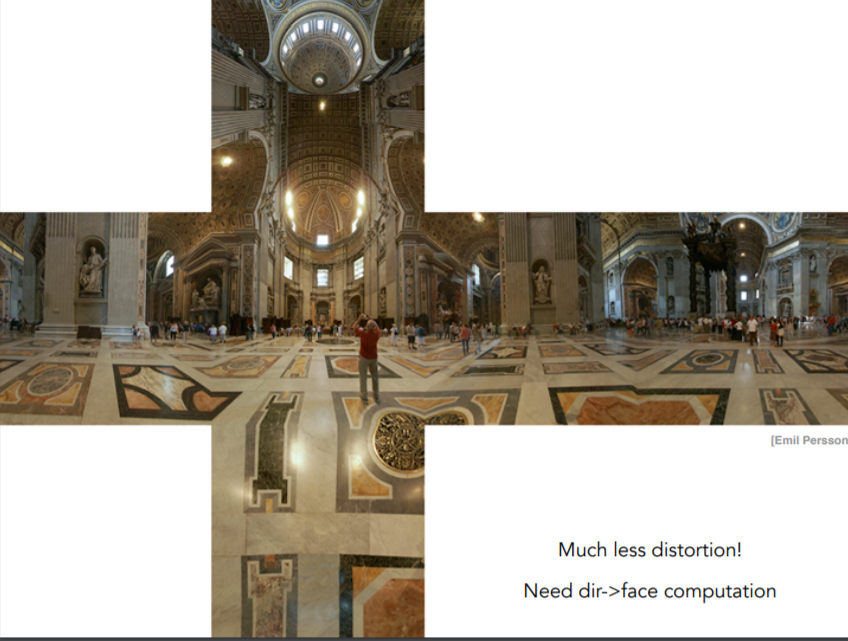 [Emil Persson
Much less distortion!
Need dir->face computation